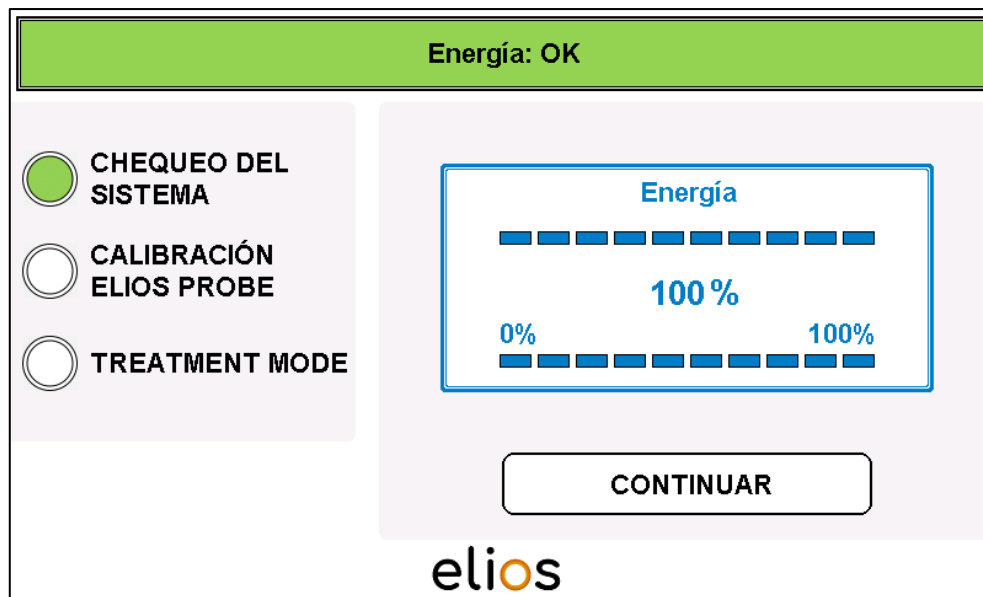 Energía: OK
CHEQUEO DEL
SISTEMA
CALIBRACIÓN
ELIOS PROBE
TREATMENT MODE
Energía
100 %
0% 100%
CONTINUAR
elios